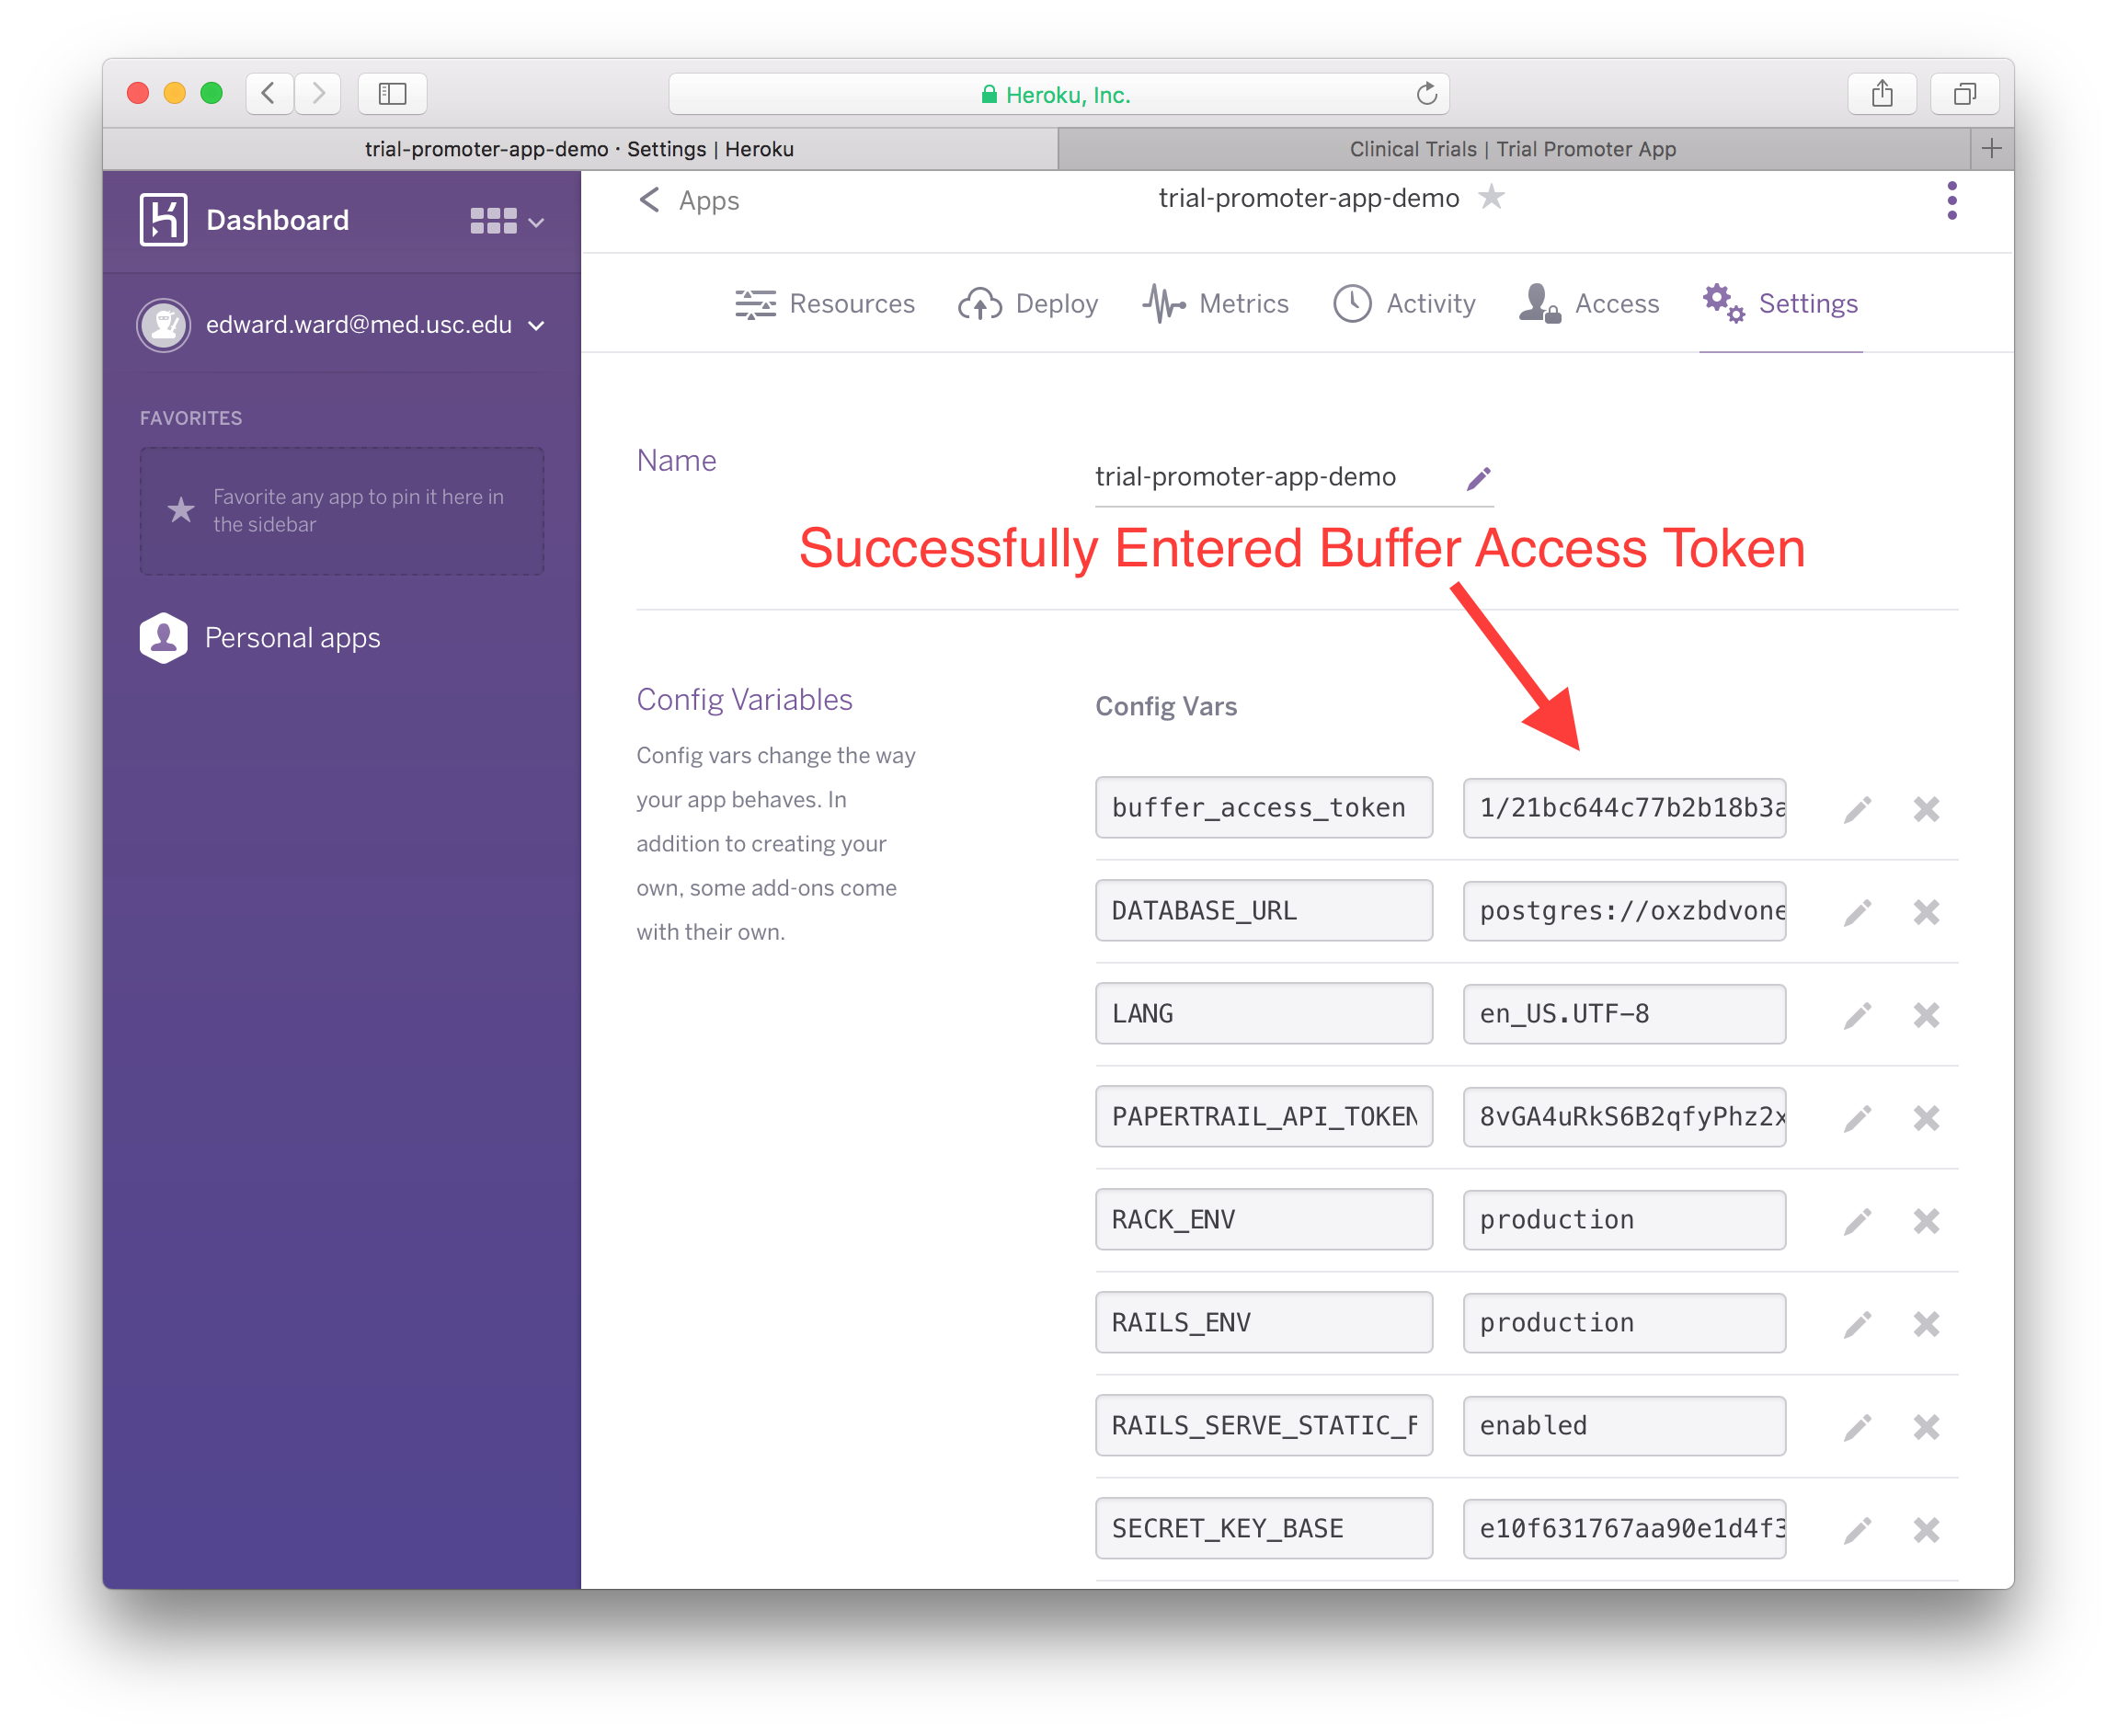 Heroku, Inc.
trial-promoter-app-demo · Settings | Heroku
Clinical Trials | Trial Promoter App
Dashboard
Apps
trial-promoter-app-demo
edward.ward@med.usc.edu
Resources
Deploy
Metrics
Activity
Access
Settings
FAVORITES
Favorite any app to pin it here in
the sidebar
Personal apps
Name
trial-promoter-app-demo
Successfully Entered Buffer Access Token
Config Variables
Config vars change the way
your app behaves. In
addition to creating your
own, some add-ons come
with their own.
Config Vars
buffer_access_token 1/21bc644c77b2b18b3a
DATABASE_URL postgres://oxzbdvone
LANG en_US.UTF-8
PAPERTRAIL_API_TOKEN 8vGA4uRkS6B2qfyPhz2x
RACK_ENV production
RAILS_ENV production
RAILS_SERVE_STATIC_F enabled
SECRET_KEY_BASE e10f631767aa90e1d4f3